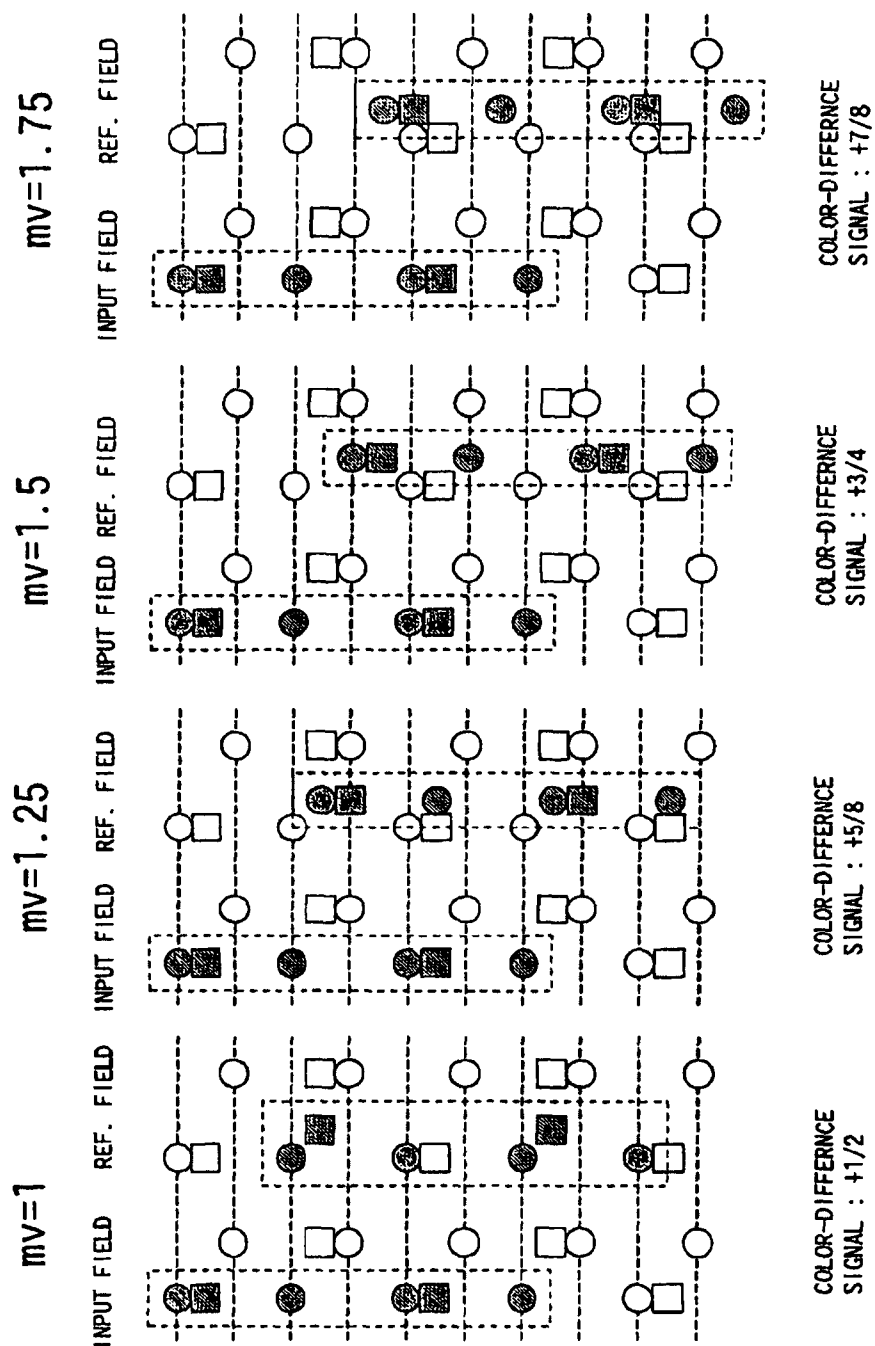 mv=1
INPUT FIELD REF. FIELD
COLOR-DIFFERNCE
SIGNAL : +1/2
mv=1.25
INPUT FIELD REF. FIELD
COLOR-DIFFERNCE
SIGNAL : +5/8
mv=1.5
INPUT FIELD REF. FIELD
COLOR-DIFFERNCE
SIGNAL : +3/4
mv=1.75
INPUT FIELD REF. FIELD
COLOR-DIFFERNCE
SIGNAL : +7/8